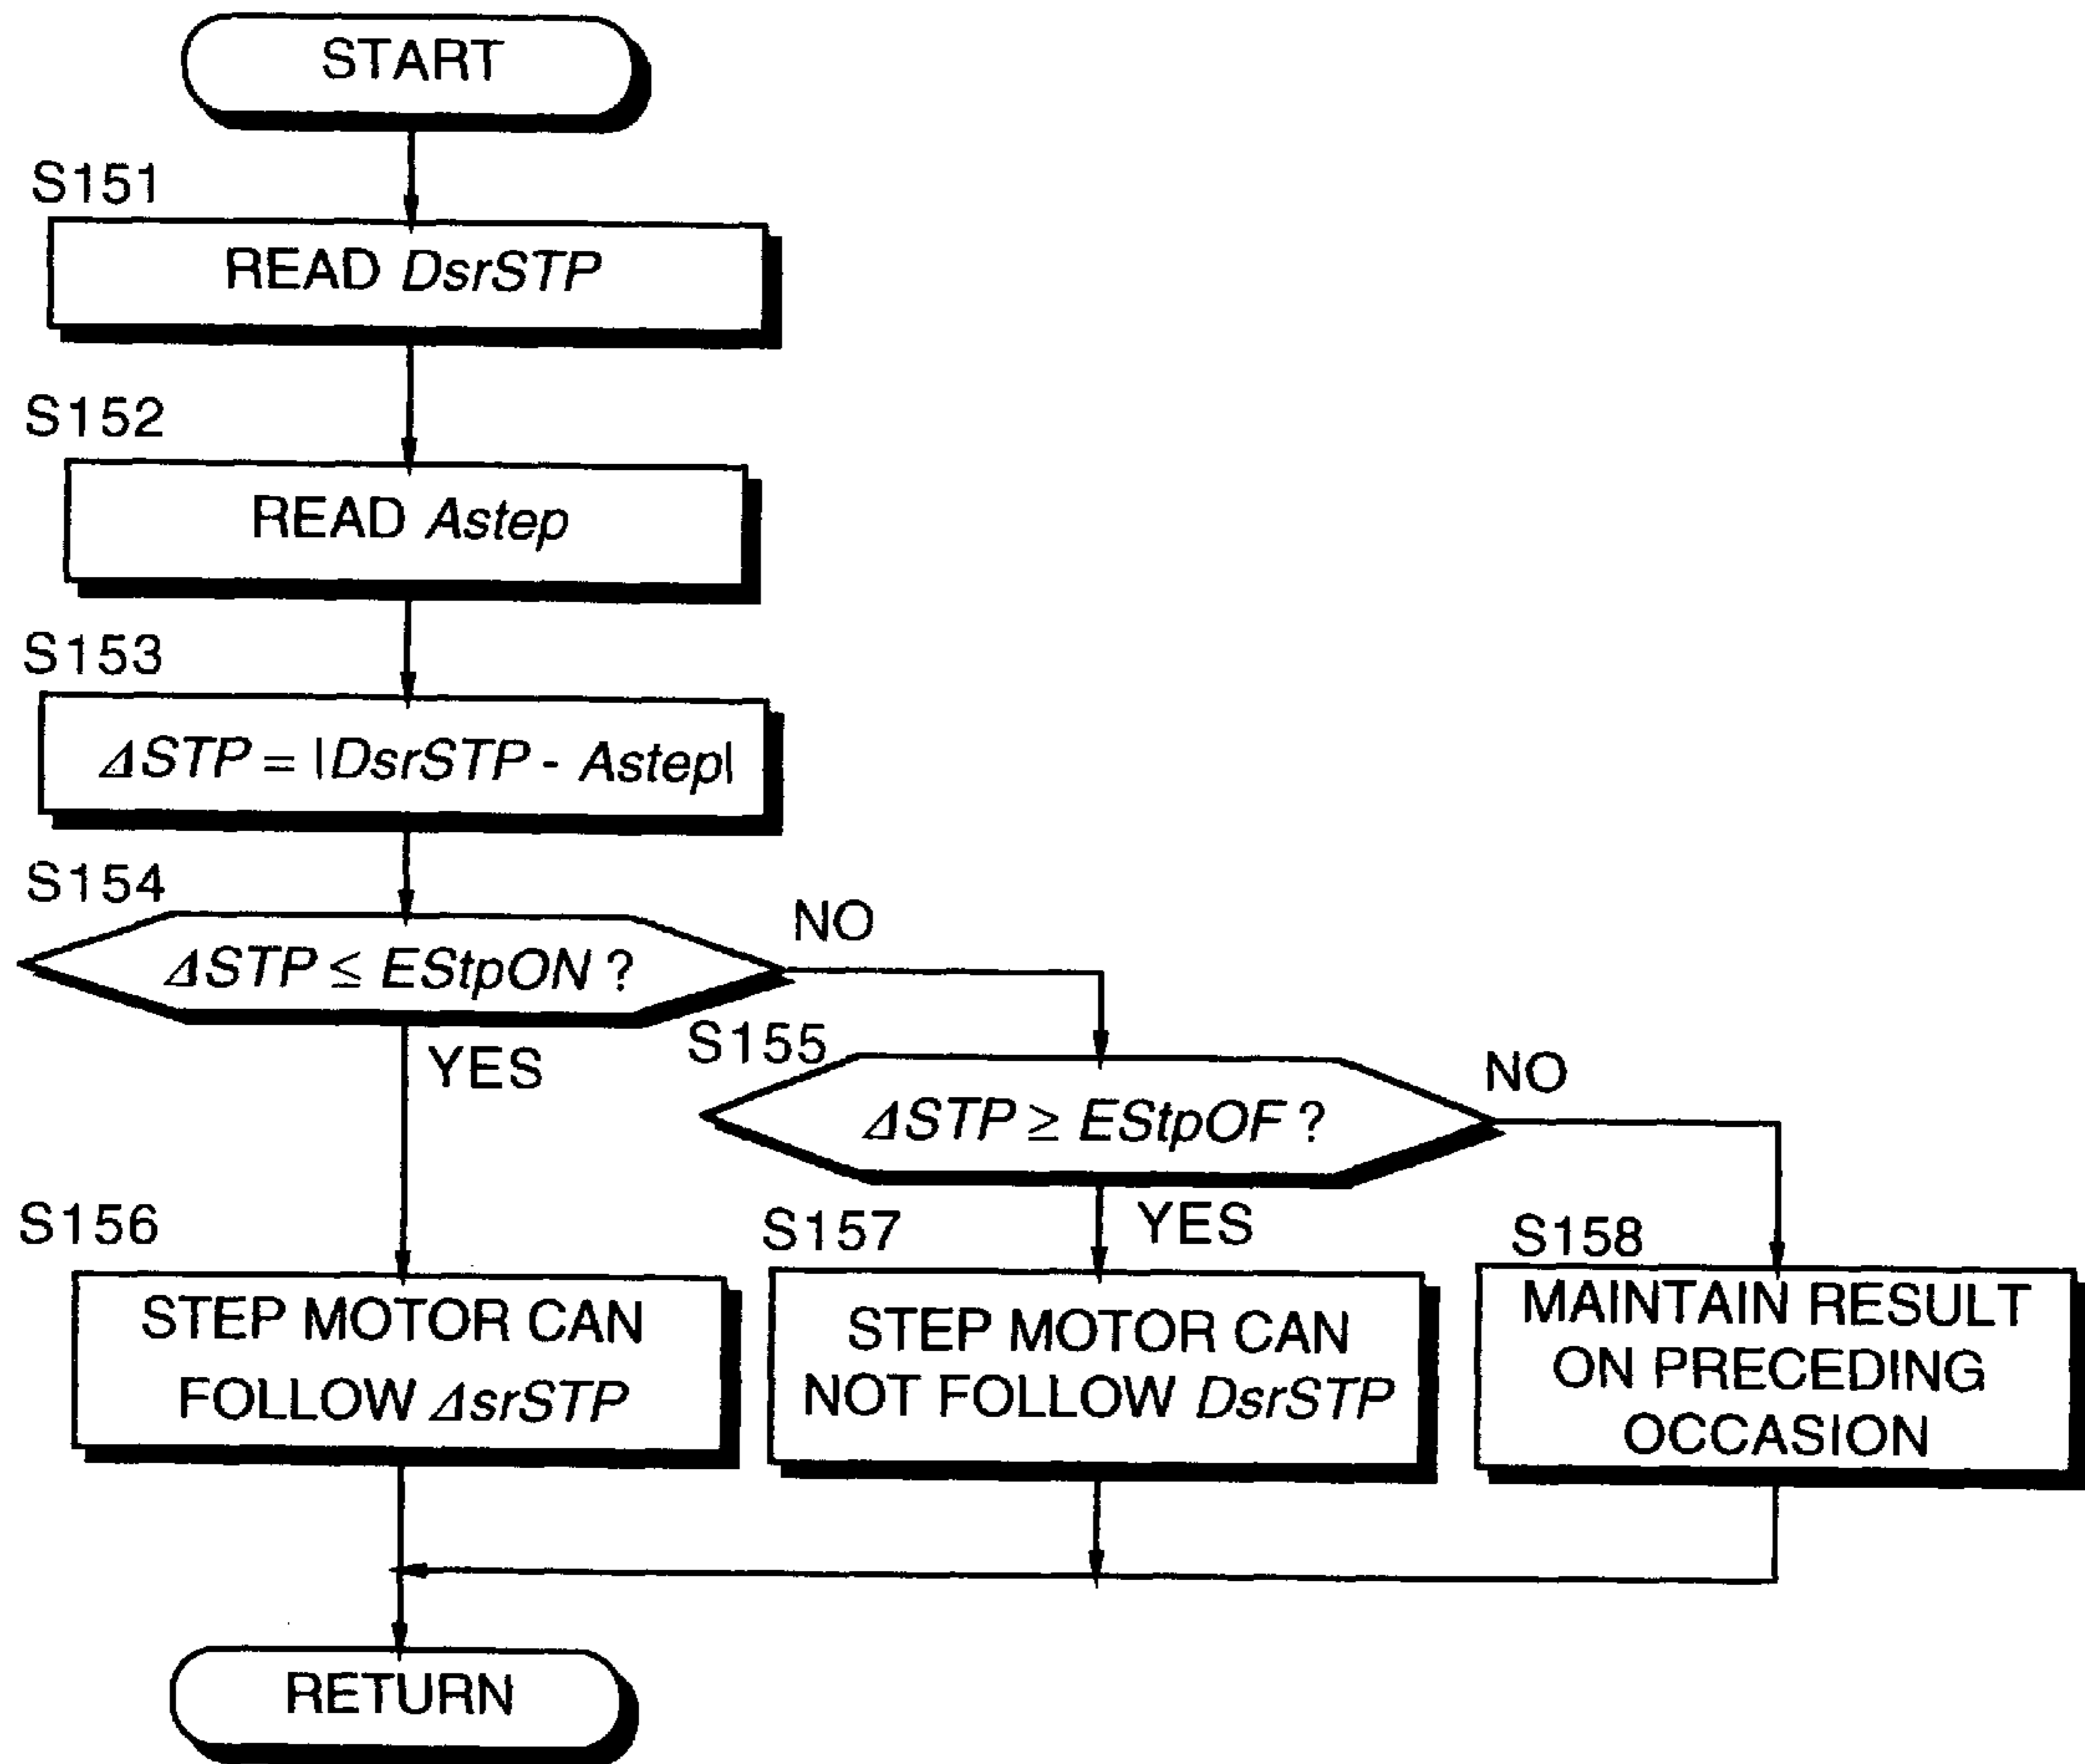 START
S151
READ DsrSTP
S152
READ Astep
S153
ΔSTP = |DsrSTP - Astep|
S154
ΔSTP ≤ EStpON ?
NO
YES
S155
ΔSTP ≥ EStpOF ?
NO
YES
S156
STEP MOTOR CAN
FOLLOW ΔsrSTP
S157
STEP MOTOR CAN
NOT FOLLOW DsrSTP
S158
MAINTAIN RESULT
ON PRECEDING
OCCASION
RETURN